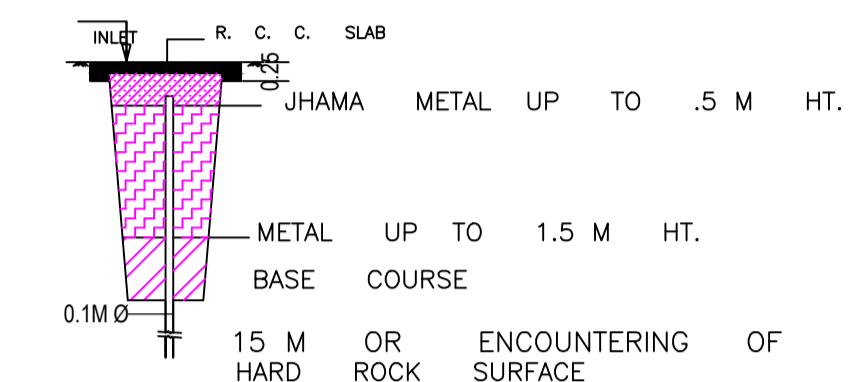 INLET
R. C. C. SLAB
0.25
JHAMA METAL UP TO .5 M HT.
METAL UP TO 1.5 M HT.
BASE COURSE
0.1M Ø
15 M OR ENCOUNTERING OF
HARD ROCK SURFACE